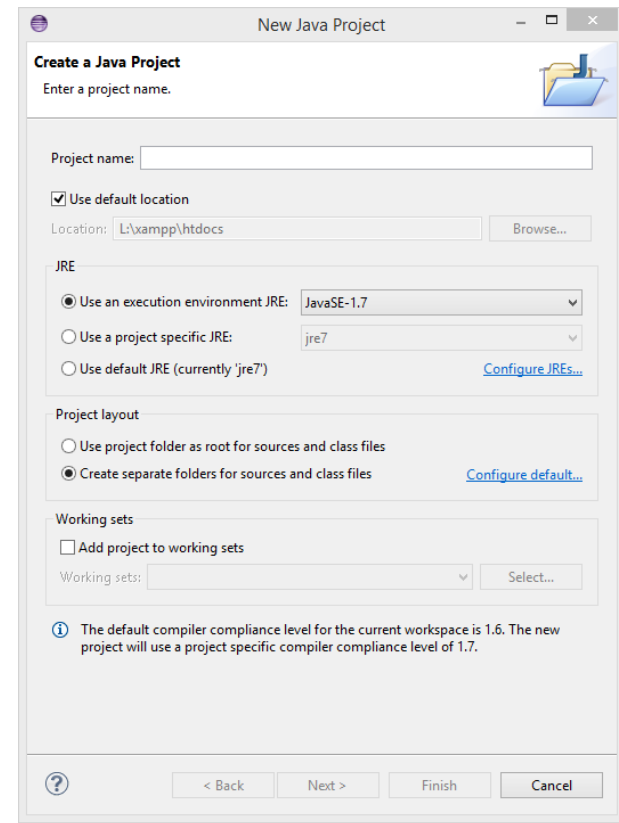 New Java Project
Create a Java Project
Enter a project name.
Project name:
Use default location
Location: L:\xampp\htdocs Browse...
JRE
Use an execution environment JRE: JavaSE-1.7
Use a project specific JRE: jre7
Use default JRE (currently 'jre7') Configure JREs...
Project layout
Use project folder as root for sources and class files
Create separate folders for sources and class files Configure default...
Working sets
Add project to working sets
Working sets: Select...
The default compiler compliance level for the current workspace is 1.6. The new
project will use a project specific compiler compliance level of 1.7.
? < Back Next > Finish Cancel